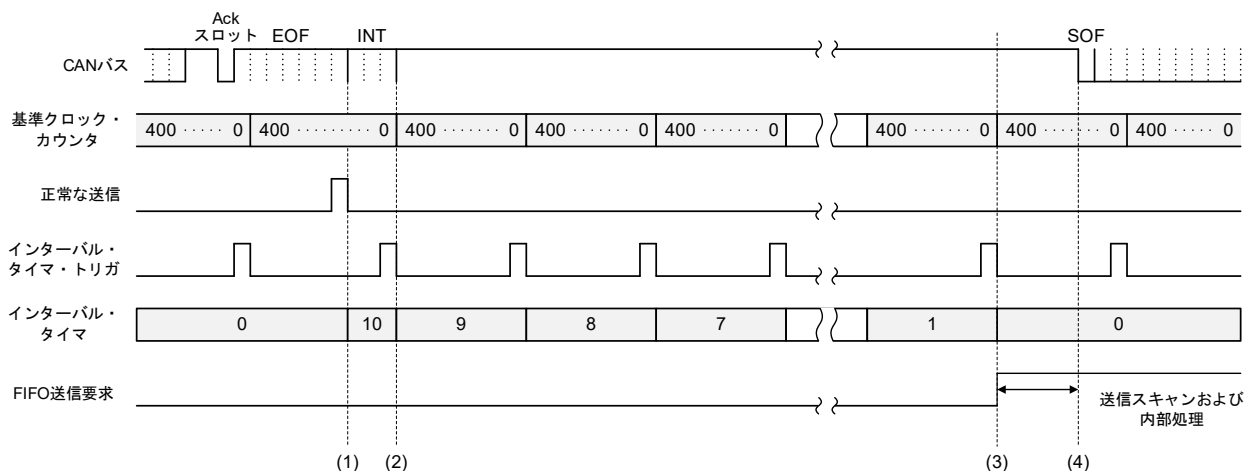 Ack
スロット EOF INT SOF
CANバス
基準クロック・
カウンタ
400 ······ 0 400 ············ 0 400 ······ 0 400 ······ 0 400 ······ 0 400 ······ 0 400 ······ 0 400 ······ 0
正常な送信
インターバル・
タイマ・トリガ
インターバル・
タイマ
0 10 9 8 7 1 0
FIFO送信要求
送信スキャンおよび
内部処理
(1) (2) (3) (4)